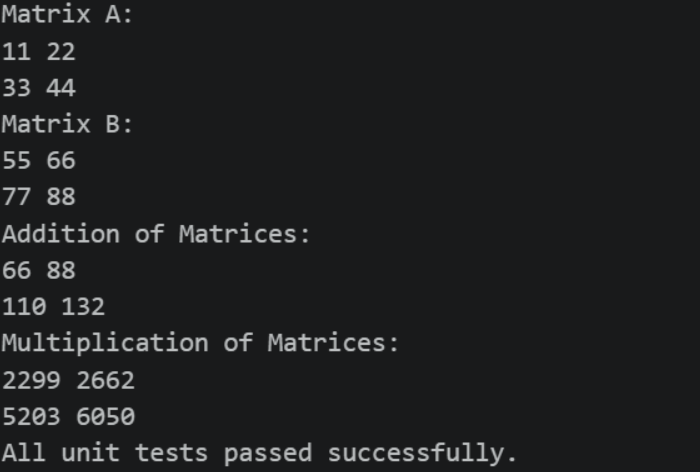 Matrix A:
11 22
33 44
Matrix B:
55 66
77 88
Addition of Matrices:
66 88
110 132
Multiplication of Matrices:
2299 2662
5203 6050
All unit tests passed successfully.